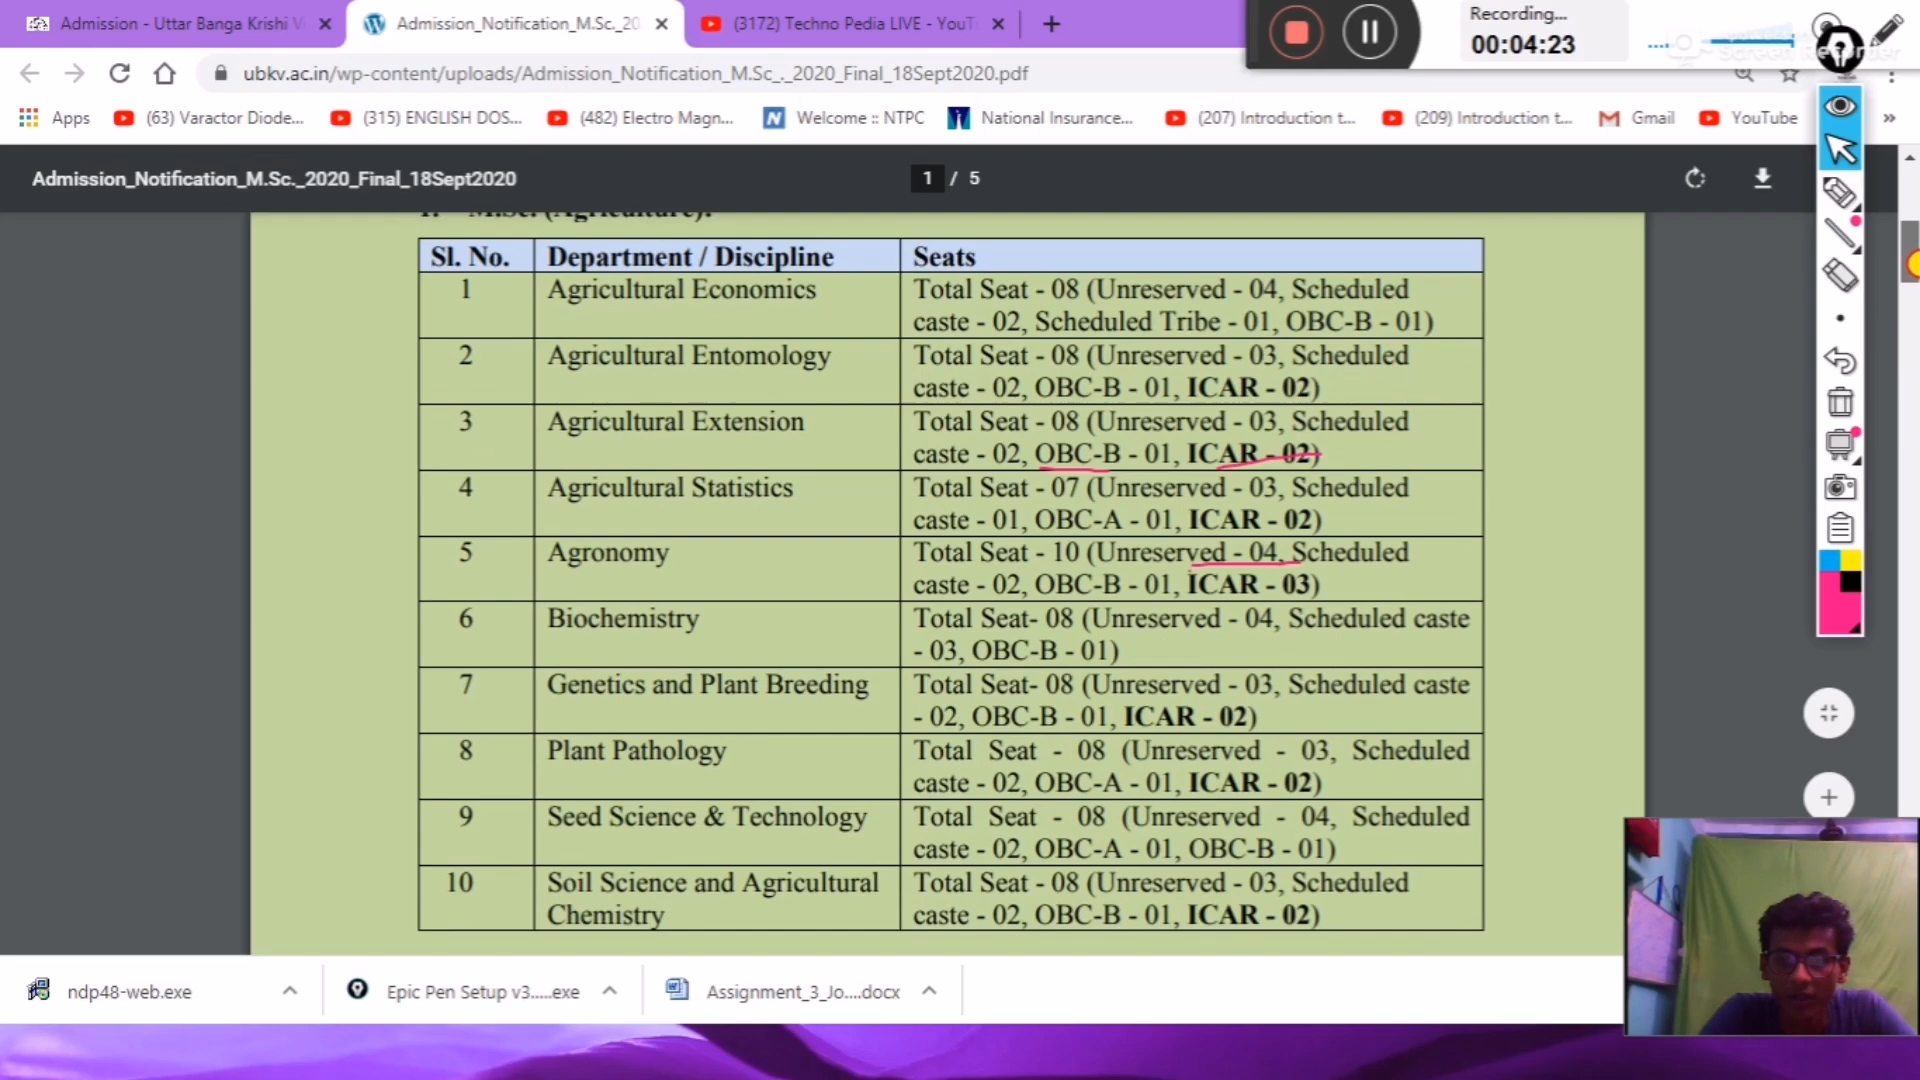 Admission - Uttar Banga Krishi Vi
Admission_Notification_M.Sc._20
(3172) Techno Pedia LIVE - YouT
Recording...
00:04:23
ubkv.ac.in/wp-content/uploads/Admission_Notification_M.Sc_._2020_Final_18Sept2020.pdf
Apps
(63) Varactor Diode...
(315) ENGLISH DOS...
(482) Electro Magn...
Welcome :: NTPC
National Insurance...
(207) Introduction t...
(209) Introduction t...
Gmail
YouTube
Admission_Notification_M.Sc._2020_Final_18Sept2020
1 / 5
1. M.Sc. (Agriculture):
Sl. No. Department / Discipline Seats
1 Agricultural Economics Total Seat - 08 (Unreserved - 04, Scheduled
caste - 02, Scheduled Tribe - 01, OBC-B - 01)
2 Agricultural Entomology Total Seat - 08 (Unreserved - 03, Scheduled
caste - 02, OBC-B - 01, ICAR - 02)
3 Agricultural Extension Total Seat - 08 (Unreserved - 03, Scheduled
caste - 02, OBC-B - 01, ICAR - 02)
4 Agricultural Statistics Total Seat - 07 (Unreserved - 03, Scheduled
caste - 01, OBC-A - 01, ICAR - 02)
5 Agronomy Total Seat - 10 (Unreserved - 04, Scheduled
caste - 02, OBC-B - 01, ICAR - 03)
6 Biochemistry Total Seat- 08 (Unreserved - 04, Scheduled caste
- 03, OBC-B - 01)
7 Genetics and Plant Breeding Total Seat- 08 (Unreserved - 03, Scheduled caste
- 02, OBC-B - 01, ICAR - 02)
8 Plant Pathology Total Seat - 08 (Unreserved - 03, Scheduled
caste - 02, OBC-A - 01, ICAR - 02)
9 Seed Science & Technology Total Seat - 08 (Unreserved - 04, Scheduled
caste - 02, OBC-A - 01, OBC-B - 01)
10 Soil Science and Agricultural Total Seat - 08 (Unreserved - 03, Scheduled
Chemistry caste - 02, OBC-B - 01, ICAR - 02)
ndp48-web.exe
Epic Pen Setup v3.....exe
Assignment_3_Jo....docx